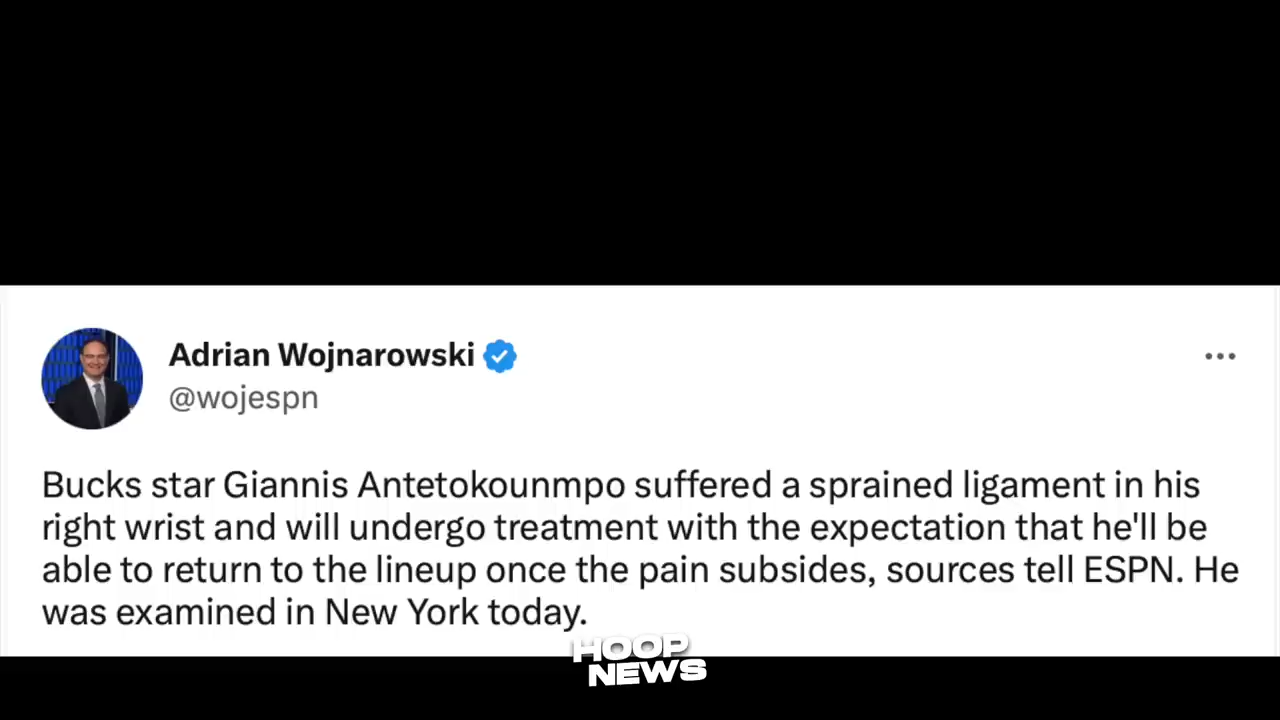 Adrian Wojnarowski
@wojespn
Bucks star Giannis Antetokounmpo suffered a sprained ligament in his
right wrist and will undergo treatment with the expectation that he'll be
able to return to the lineup once the pain subsides, sources tell ESPN. He
was examined in New York today.
HOOP
NEWS